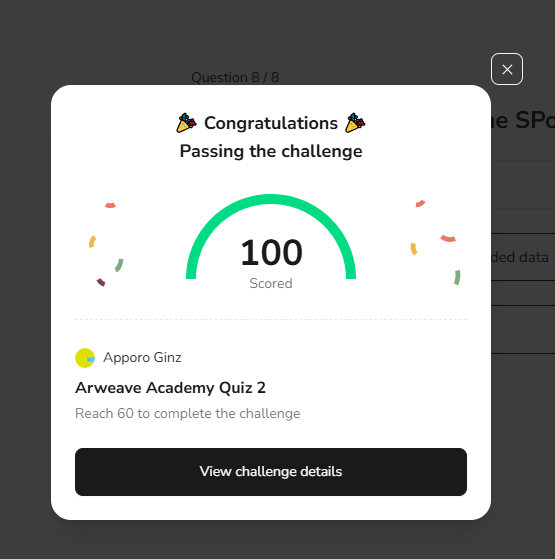 Question 8 / 8
Congratulations
Passing the challenge
he SPo
100
Scored
ded data
Apporo Ginz
Arweave Academy Quiz 2
Reach 60 to complete the challenge
View challenge details